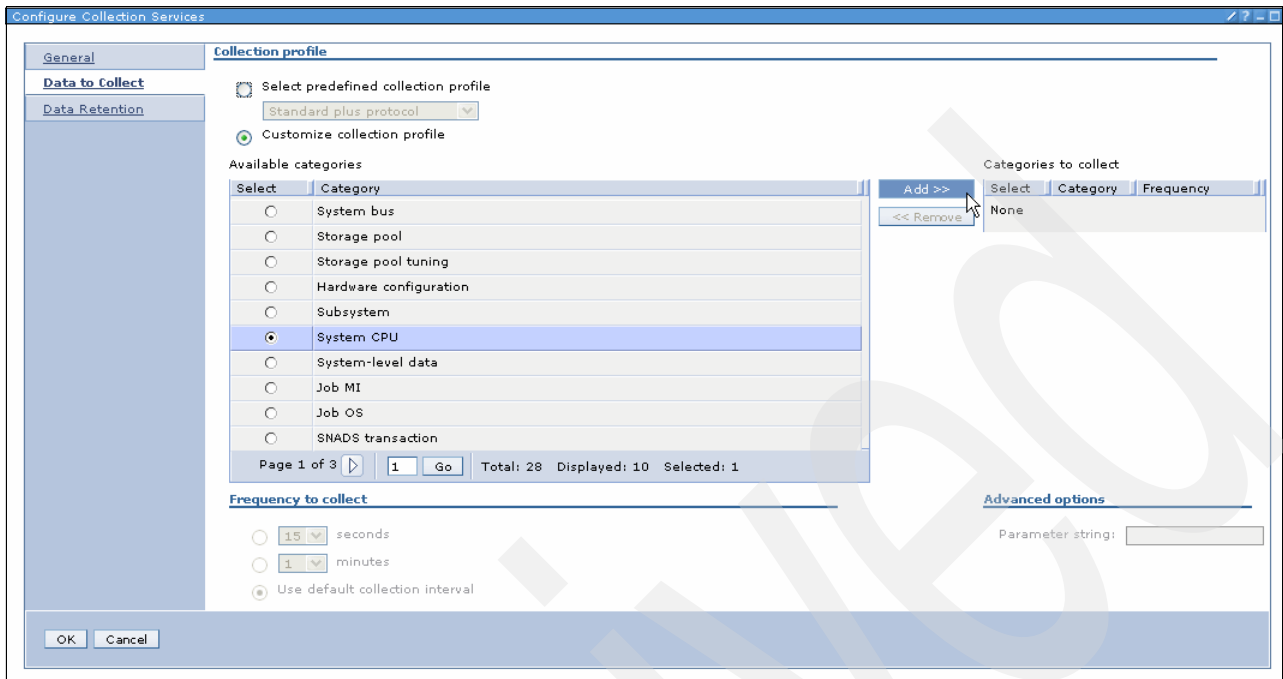 Configure Collection Services
General
Data to Collect
Data Retention
Collection profile
Select predefined collection profile
Standard plus protocol
Customize collection profile
Available categories
Select Category
System bus
Storage pool
Storage pool tuning
Hardware configuration
Subsystem
System CPU
System-level data
Job MI
Job OS
SNADS transaction
Page 1 of 3 1 Go Total: 28 Displayed: 10 Selected: 1
Add >>
<< Remove
Categories to collect
Select Category Frequency
None
Frequency to collect
15 seconds
1 minutes
Use default collection interval
Advanced options
Parameter string:
OK Cancel